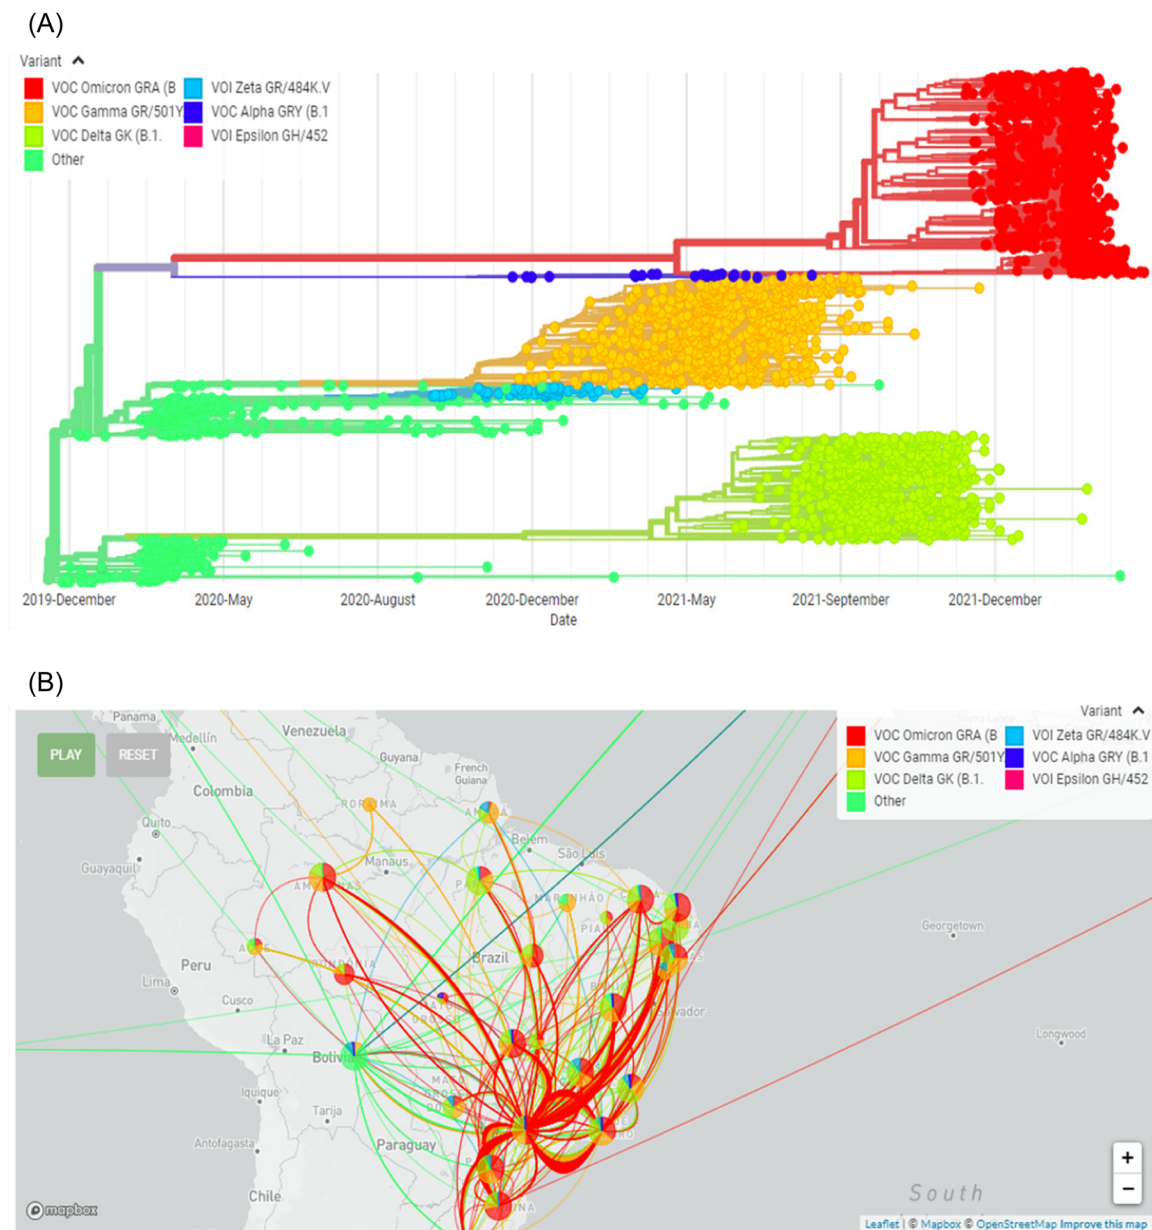 (A)
Variant
VOC Omicron GRA (B VOI Zeta GR/484K.V
VOC Gamma GR/501Y VOC Alpha GRY (B.1
VOC Delta GK (B.1. VOI Epsilon GH/452
Other
2019-December 2020-May 2020-August 2020-December 2021-May 2021-September 2021-December
Date
(B)
Panama
Variant
PLAY RESET
Medellín
Venezuela
VOC Omicron GRA (B VOI Zeta GR/484K.V
VOC Gamma GR/501Y VOC Alpha GRY (B.1
VOC Delta GK (B.1. VOI Epsilon GH/452
Other
Guyana
French
Guiana
Colombia
RORAIMA
Quito
Belém
São Luís
Guayaquil
Manaus
MARANHÃO
Georgetown
Peru
Brazil
Lima
Cusco
Salvador
La Paz
Bolivia
Longwood
Iquique
Tarija
Paraguay
Antofagasta
Chile
South
mapbox
+
−
Leaflet | © Mapbox © OpenStreetMap Improve this map